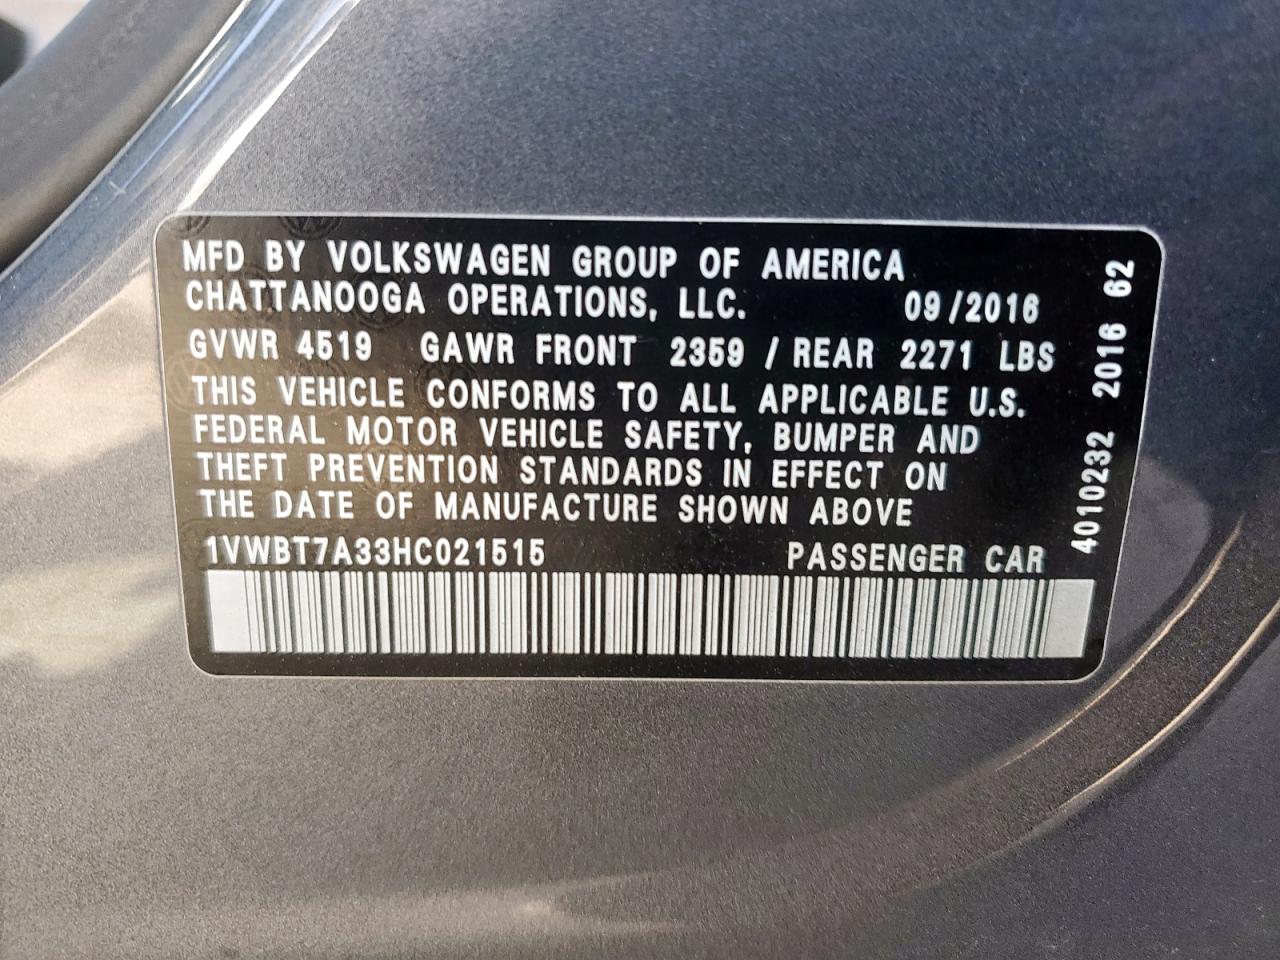 MFD BY VOLKSWAGEN GROUP OF AMERICA
CHATTANOOGA OPERATIONS, LLC. 09/2016
GVWR 4519 GAWR FRONT 2359 / REAR 2271 LBS
THIS VEHICLE CONFORMS TO ALL APPLICABLE U.S.
FEDERAL MOTOR VEHICLE SAFETY, BUMPER AND
THEFT PREVENTION STANDARDS IN EFFECT ON
THE DATE OF MANUFACTURE SHOWN ABOVE
1VWBT7A33HC021515 PASSENGER CAR
4010232 2016 62